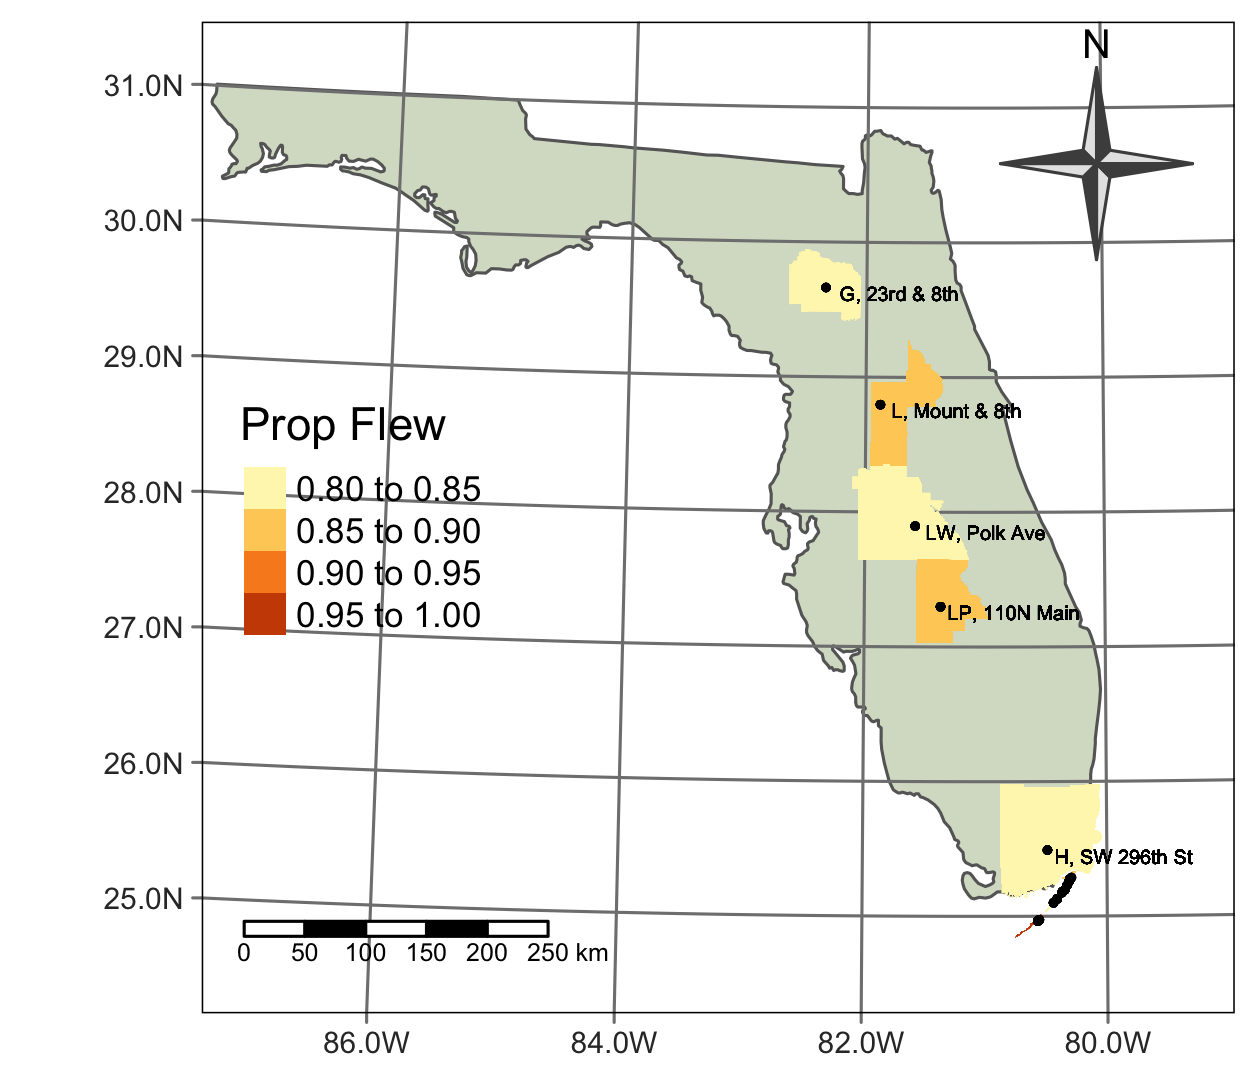 N
31.0N
30.0N
G, 23rd & 8th
29.0N
L, Mount & 8th
Prop Flew
0.80 to 0.85
0.85 to 0.90
0.90 to 0.95
0.95 to 1.00
28.0N
LW, Polk Ave
LP, 110N Main
27.0N
26.0N
H, SW 296th St
25.0N
0 50 100 150 200 250 km
86.0W 84.0W 82.0W 80.0W